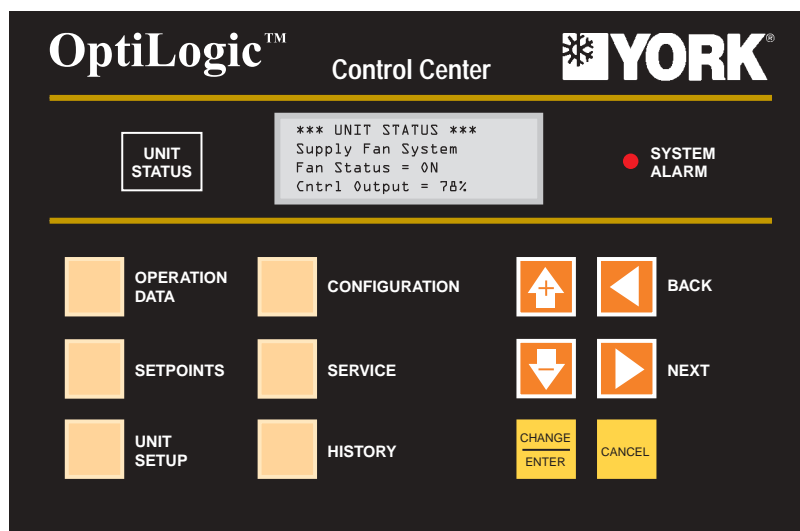 OptiLogic™
Control Center
YORK®
UNIT
STATUS
*** UNIT STATUS ***
Supply Fan System
Fan Status = ON
Cntrl Output = 78%
SYSTEM
ALARM
OPERATION
DATA
CONFIGURATION
+
BACK
SETPOINTS
SERVICE
−
NEXT
UNIT
SETUP
HISTORY
CHANGE
ENTER
CANCEL